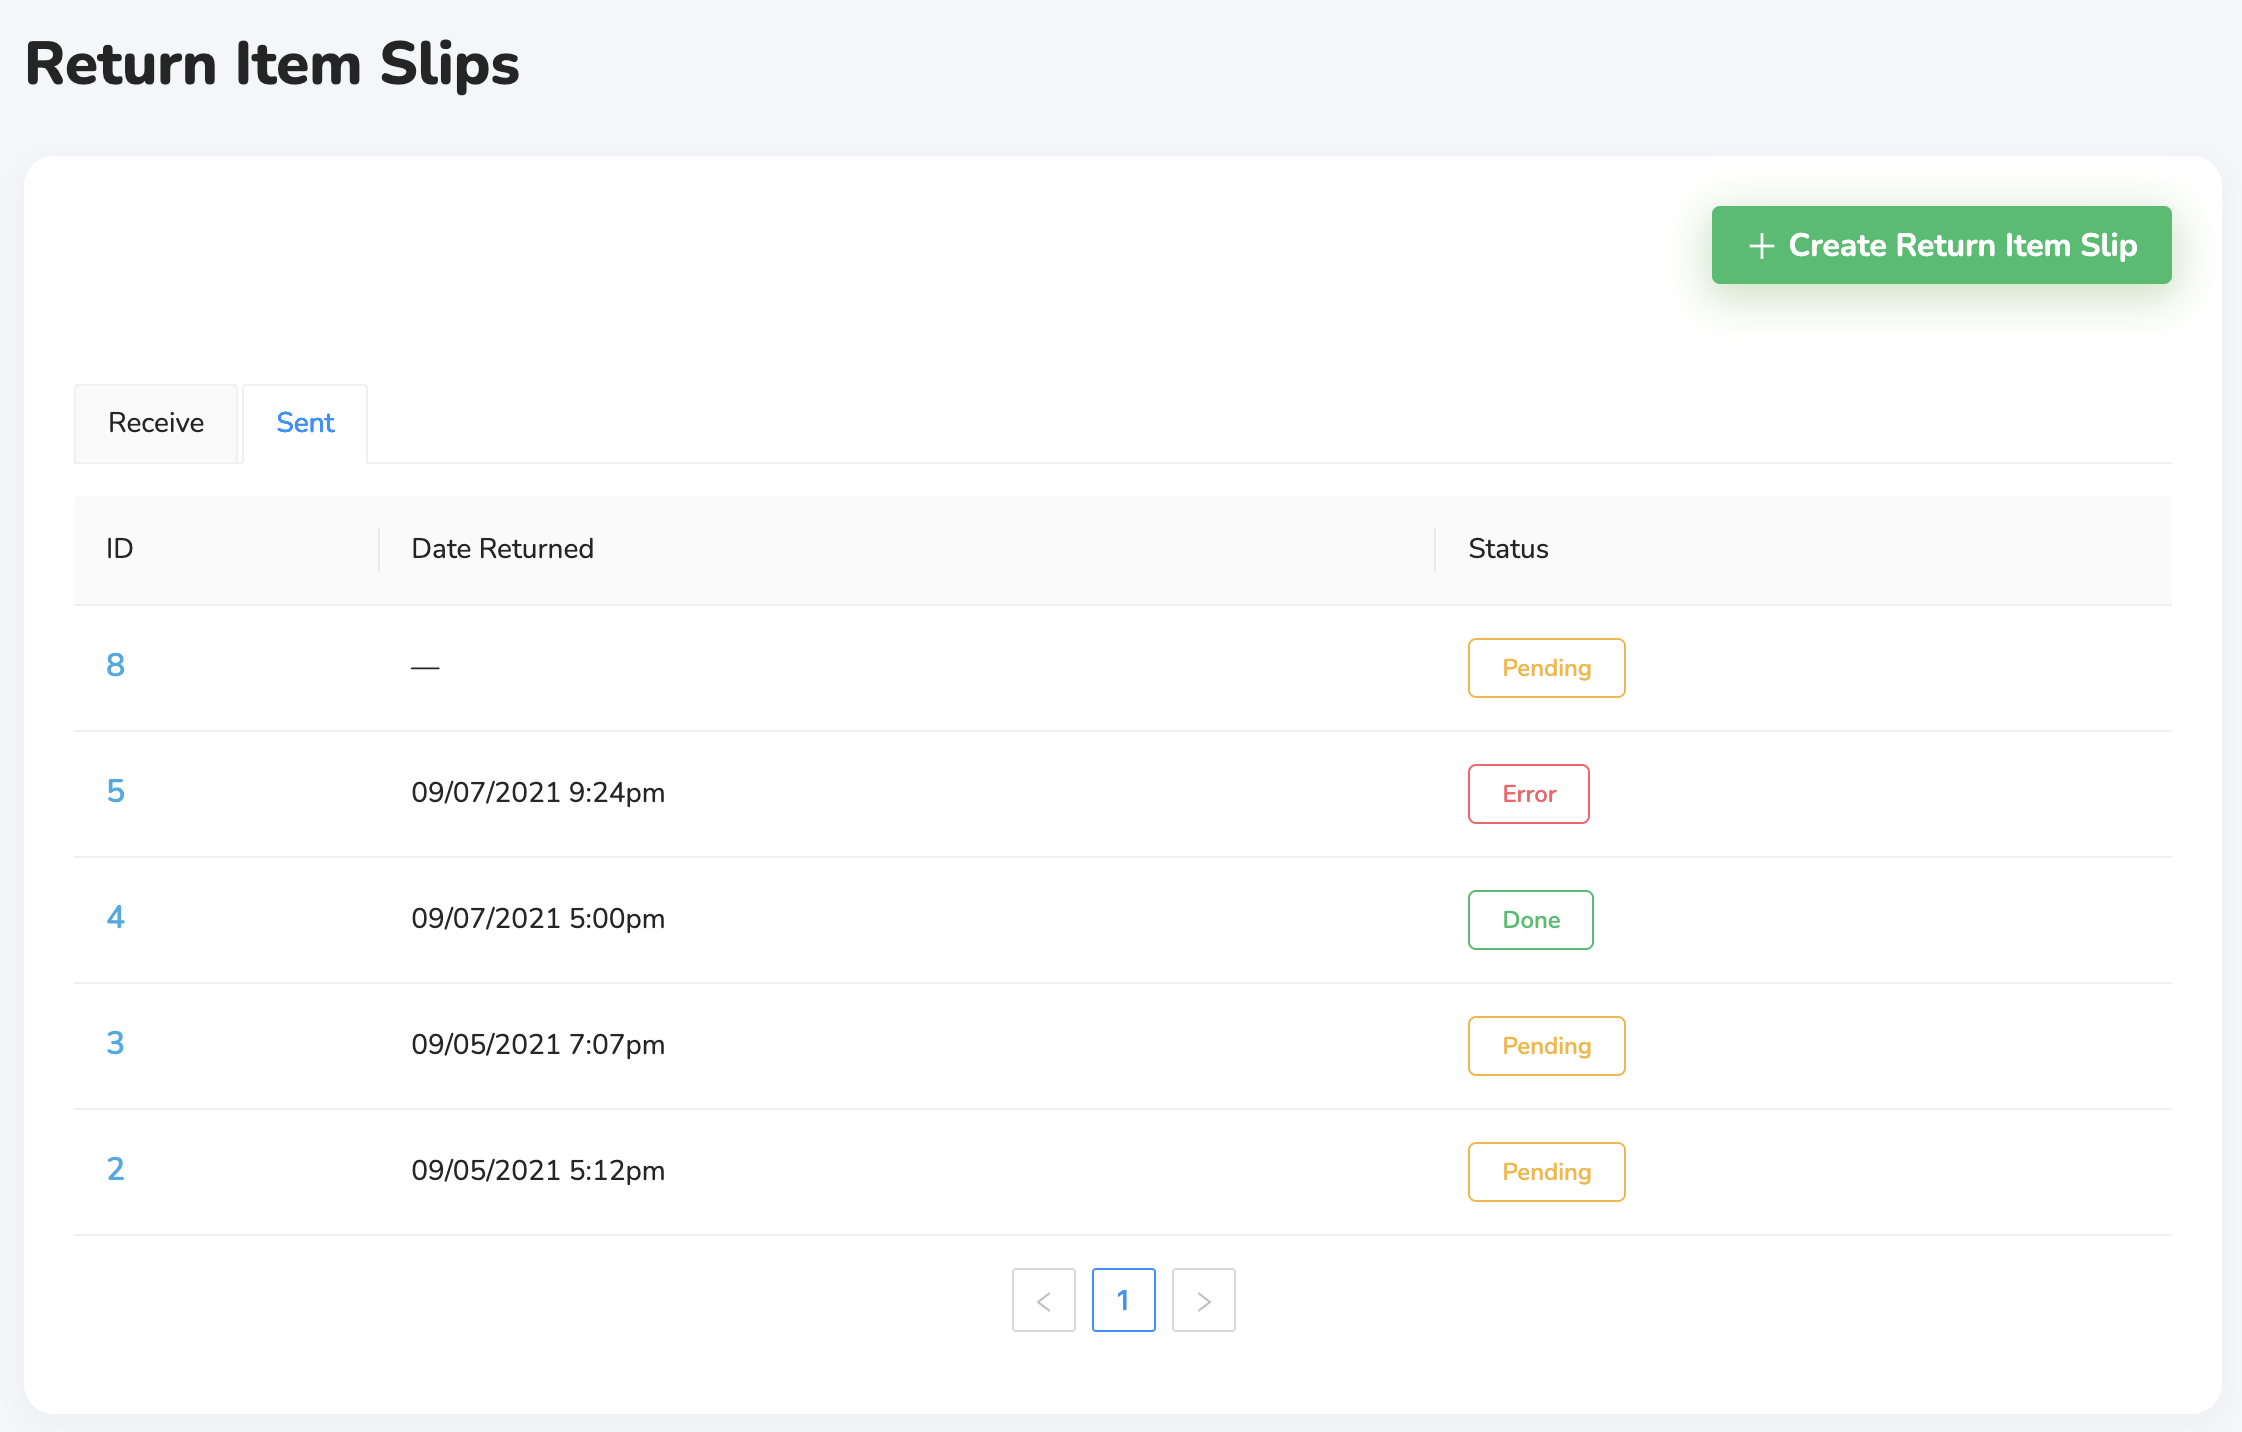 Return Item Slips
+ Create Return Item Slip
Receive Sent
ID Date Returned Status
8 — Pending
5 09/07/2021 9:24pm Error
4 09/07/2021 5:00pm Done
3 09/05/2021 7:07pm Pending
2 09/05/2021 5:12pm Pending
< 1 >